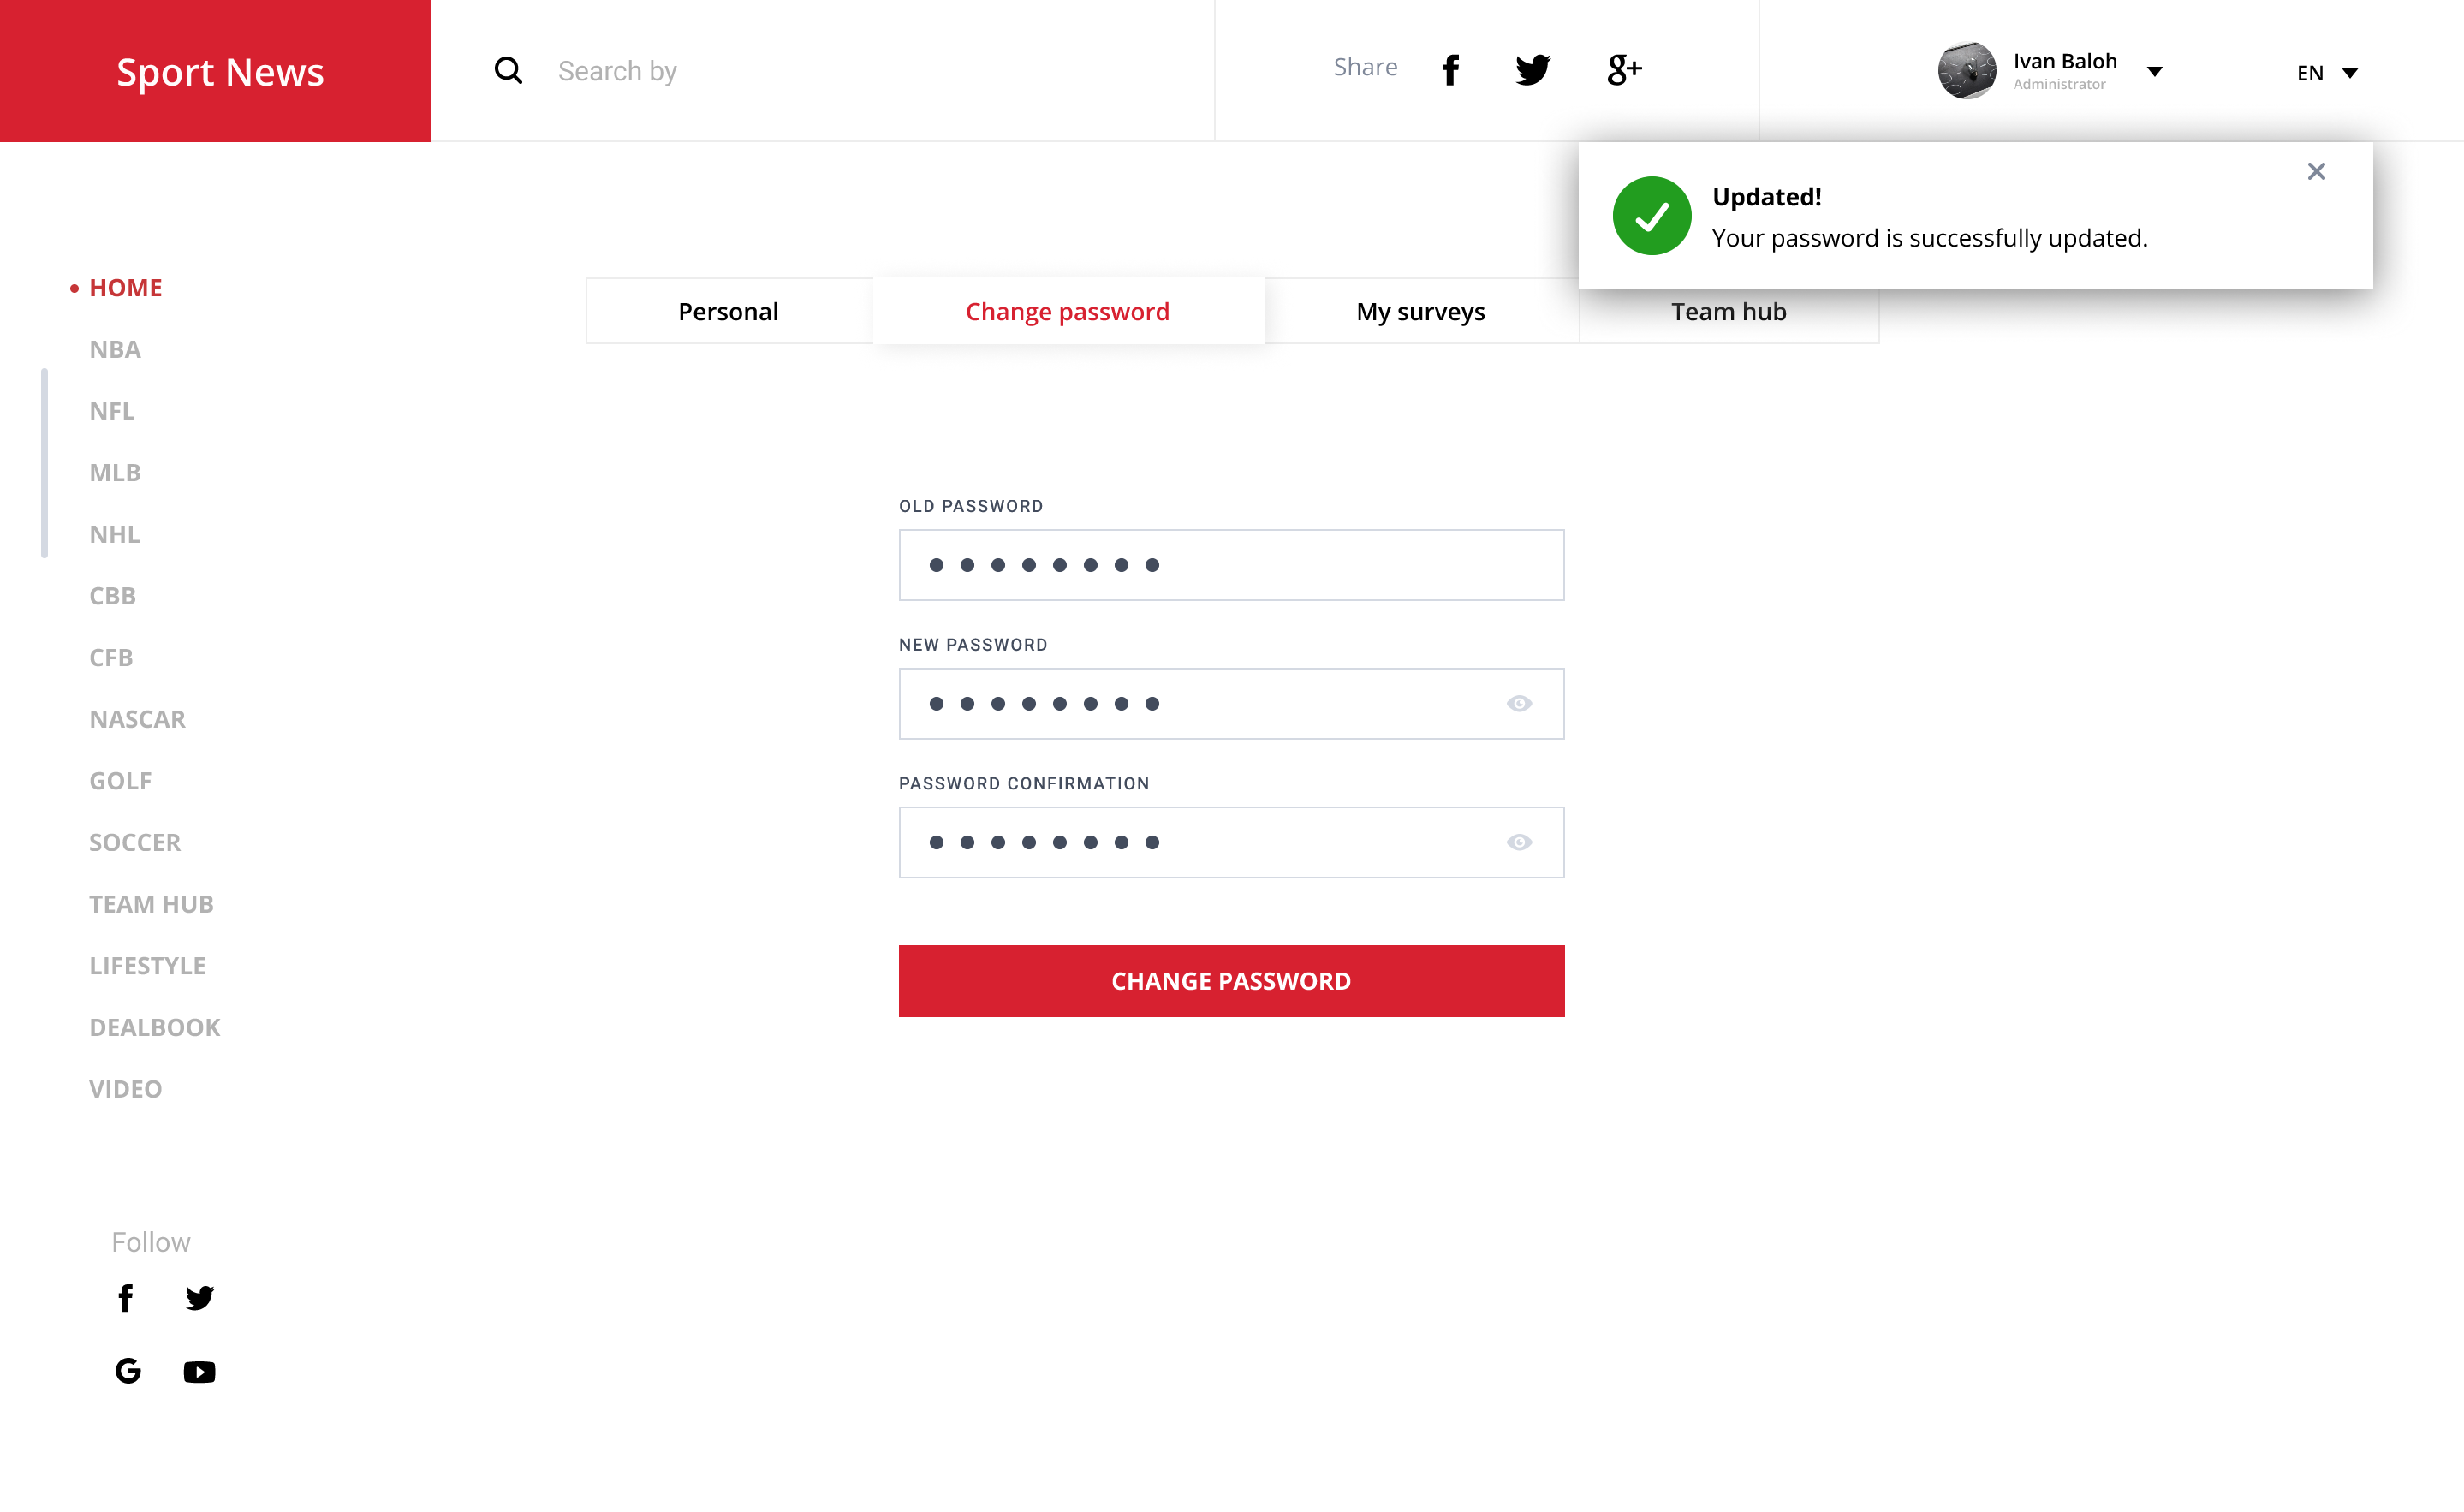 Sport News
Search by
Share
Ivan Baloh
Administrator
EN
Updated!
Your password is successfully updated.
Personal
Change password
My surveys
Team hub
HOME
NBA
NFL
MLB
NHL
CBB
CFB
NASCAR
GOLF
SOCCER
TEAM HUB
LIFESTYLE
DEALBOOK
VIDEO
OLD PASSWORD
NEW PASSWORD
PASSWORD CONFIRMATION
CHANGE PASSWORD
Follow